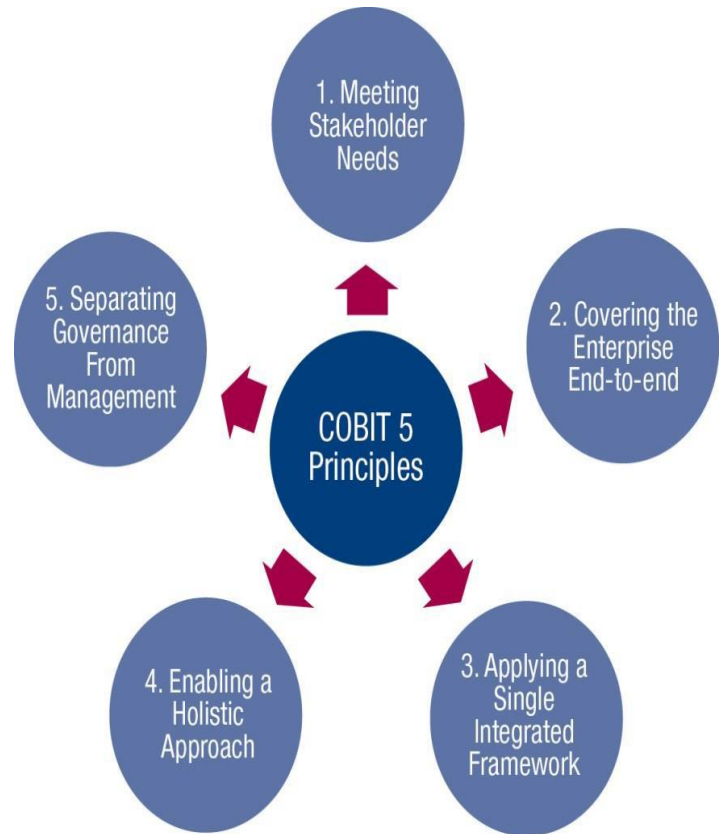 1. Meeting
Stakeholder
Needs
2. Covering the
Enterprise
End-to-end
3. Applying a
Single
Integrated
Framework
4. Enabling a
Holistic
Approach
5. Separating
Governance
From
Management
COBIT 5
Principles